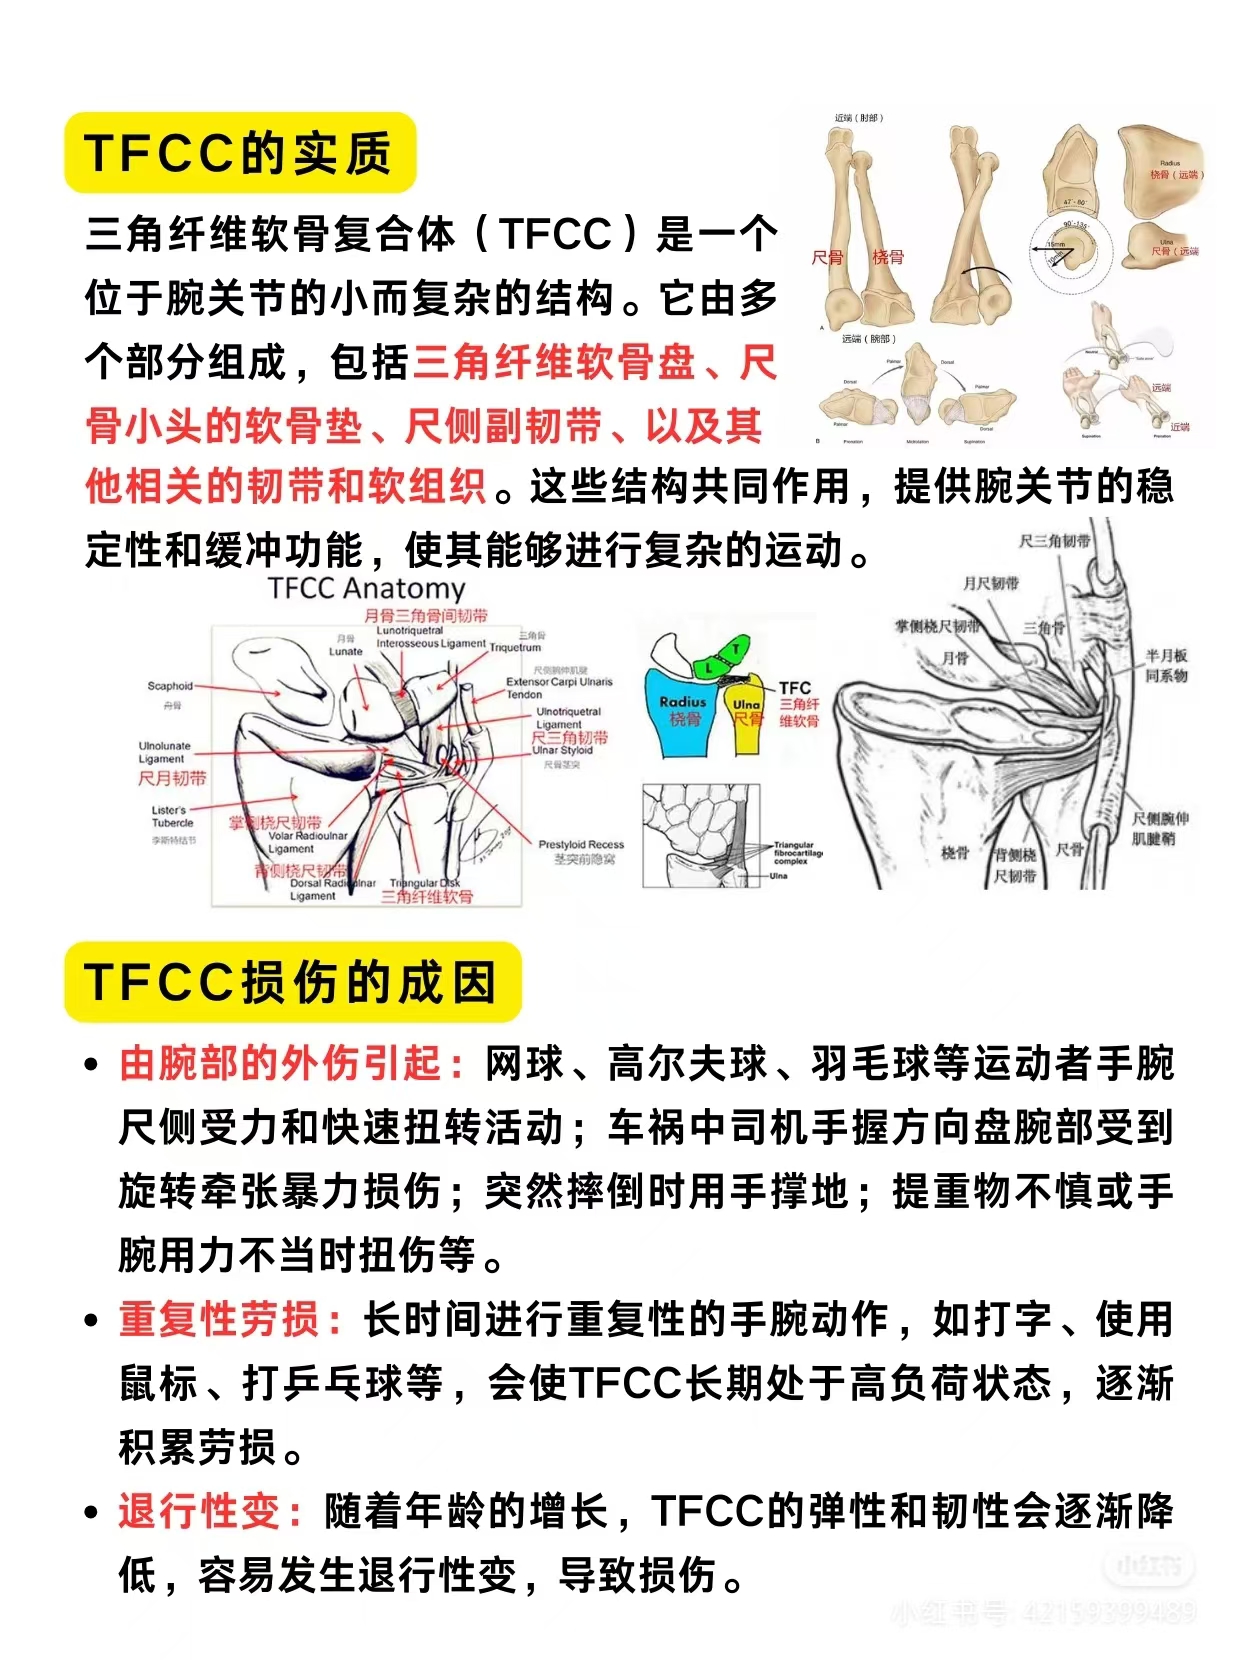 TFCC的实质
三角纤维软骨复合体（TFCC）是一个
位于腕关节的小而复杂的结构。它由多
个部分组成，包括三角纤维软骨盘、尺
骨小头的软骨垫、尺侧副韧带、以及其
他相关的韧带和软组织。这些结构共同作用，提供腕关节的稳
定性和缓冲功能，使其能够进行复杂的运动。
近端（肘部）
尺骨
桡骨
A
远端（腕部）
47°- 80°
90°-135°
15mm
10mm
Radius
桡骨（远端）
Ulna
尺骨（远端
Dorsal
Palmar
Palmar
Dorsal
Palmar
Dorsal
B
Pronation
Midrotation
Supination
Neutral
远端
近端
Supination
Pronation
TFCC Anatomy
月骨三角骨间韧带
Lunotriquetral
Interosseous Ligament
月骨
Lunate
三角骨
Triquetrum
尺侧腕伸肌腱
Extensor Carpi Ulnaris
Tendon
Scaphoid
舟骨
Ulnotriquetral
Ligament
尺三角韧带
Ulnar Styloid
尺骨茎突
Ulnolunate
Ligament
尺月韧带
Lister's
Tubercle
李斯特结节
掌侧桡尺韧带
Volar Radioulnar
Ligament
背侧桡尺韧带
Dorsal Radioulnar
Ligament
Triangular Disk
三角纤维软骨
Prestyloid Recess
茎突前隐窝
T
L
Radius
桡骨
Ulna
尺骨
TFC
三角纤
维软骨
Triangular
fibrocartilage
complex
Ulna
尺三角韧带
月尺韧带
掌侧桡尺韧带
三角骨
月骨
半月板
同系物
尺侧腕伸
肌腱鞘
桡骨
背侧桡
尺韧带
尺骨
TFCC损伤的成因
• 由腕部的外伤引起：网球、高尔夫球、羽毛球等运动者手腕
尺侧受力和快速扭转活动；车祸中司机手握方向盘腕部受到
旋转牵张暴力损伤；突然摔倒时用手撑地；提重物不慎或手
腕用力不当时扭伤等。
• 重复性劳损：长时间进行重复性的手腕动作，如打字、使用
鼠标、打乒乓球等，会使TFCC长期处于高负荷状态，逐渐
积累劳损。
• 退行性变：随着年龄的增长，TFCC的弹性和韧性会逐渐降
低，容易发生退行性变，导致损伤。
小红书
小红书号: 42159399489